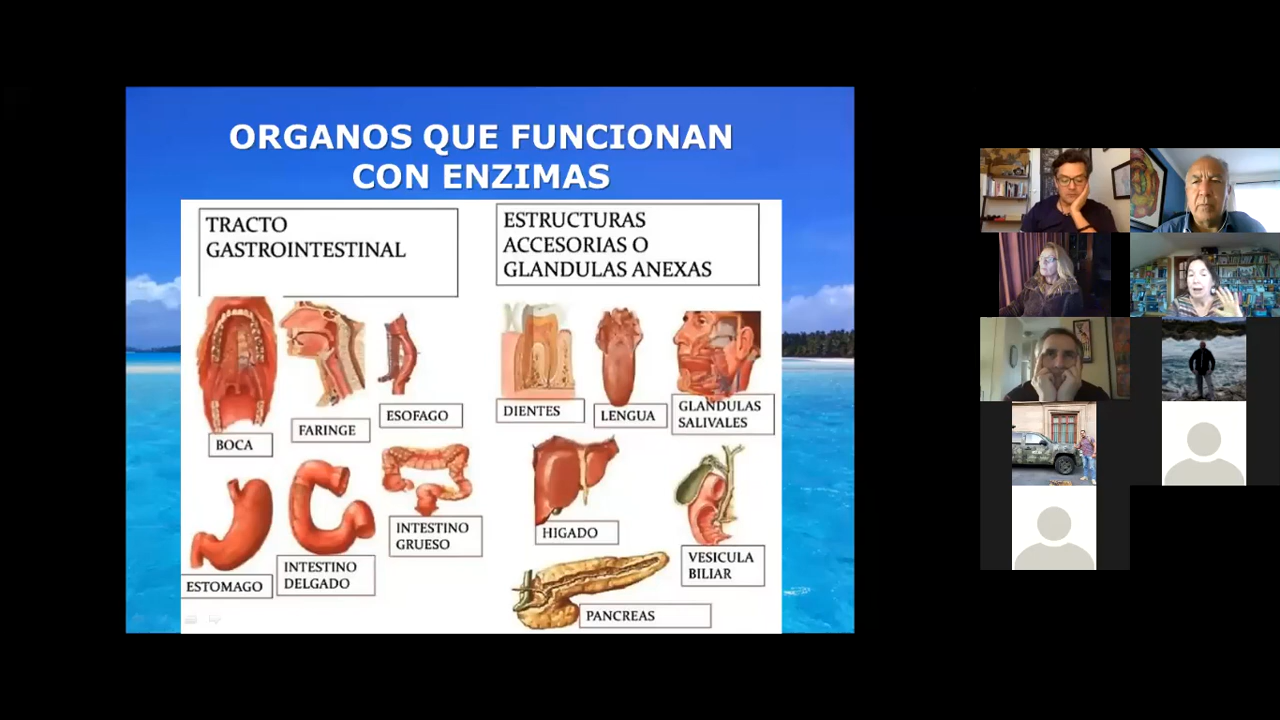 ORGANOS QUE FUNCIONAN
CON ENZIMAS
TRACTO
GASTROINTESTINAL
ESTRUCTURAS
ACCESORIAS O
GLANDULAS ANEXAS
BOCA
FARINGE
ESOFAGO
DIENTES
LENGUA
GLANDULAS
SALIVALES
ESTOMAGO
INTESTINO
DELGADO
INTESTINO
GRUESO
HIGADO
VESICULA
BILIAR
PANCREAS